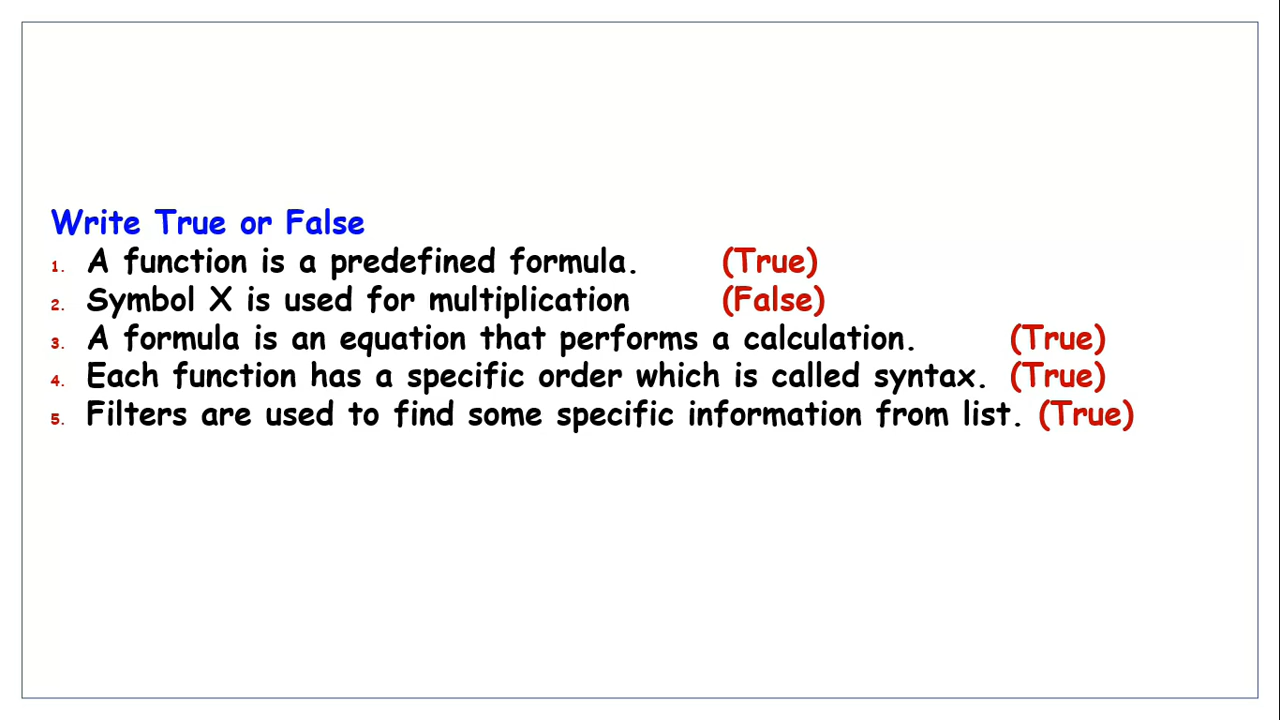 Write True or False
1. A function is a predefined formula. (True)
2. Symbol X is used for multiplication (False)
3. A formula is an equation that performs a calculation. (True)
4. Each function has a specific order which is called syntax. (True)
5. Filters are used to find some specific information from list. (True)